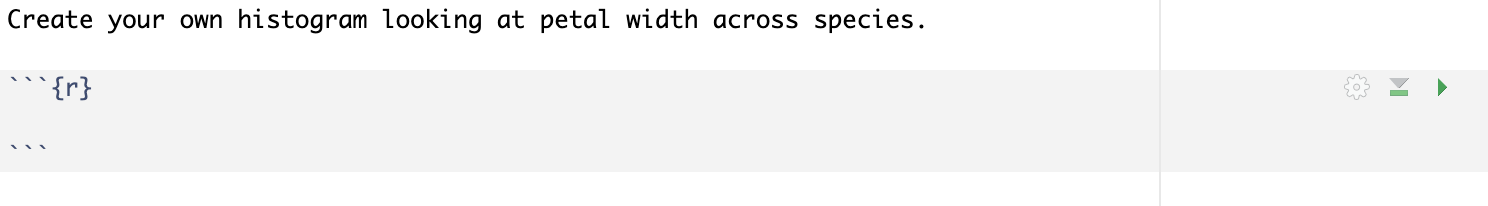 Create your own histogram looking at petal width across species.
```{r}
```